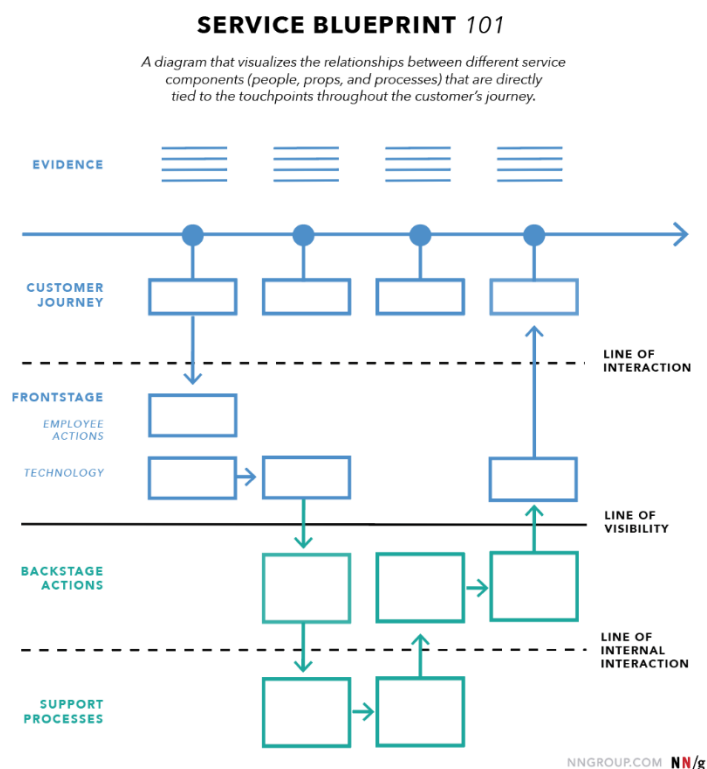 SERVICE BLUEPRINT 101
A diagram that visualizes the relationships between different service
components (people, props, and processes) that are directly
tied to the touchpoints throughout the customer's journey.
EVIDENCE
CUSTOMER
JOURNEY
LINE OF
INTERACTION
FRONTSTAGE
EMPLOYEE
ACTIONS
TECHNOLOGY
LINE OF
VISIBILITY
BACKSTAGE
ACTIONS
LINE OF
INTERNAL
INTERACTION
SUPPORT
PROCESSES
NNGROUP.COM NN/g